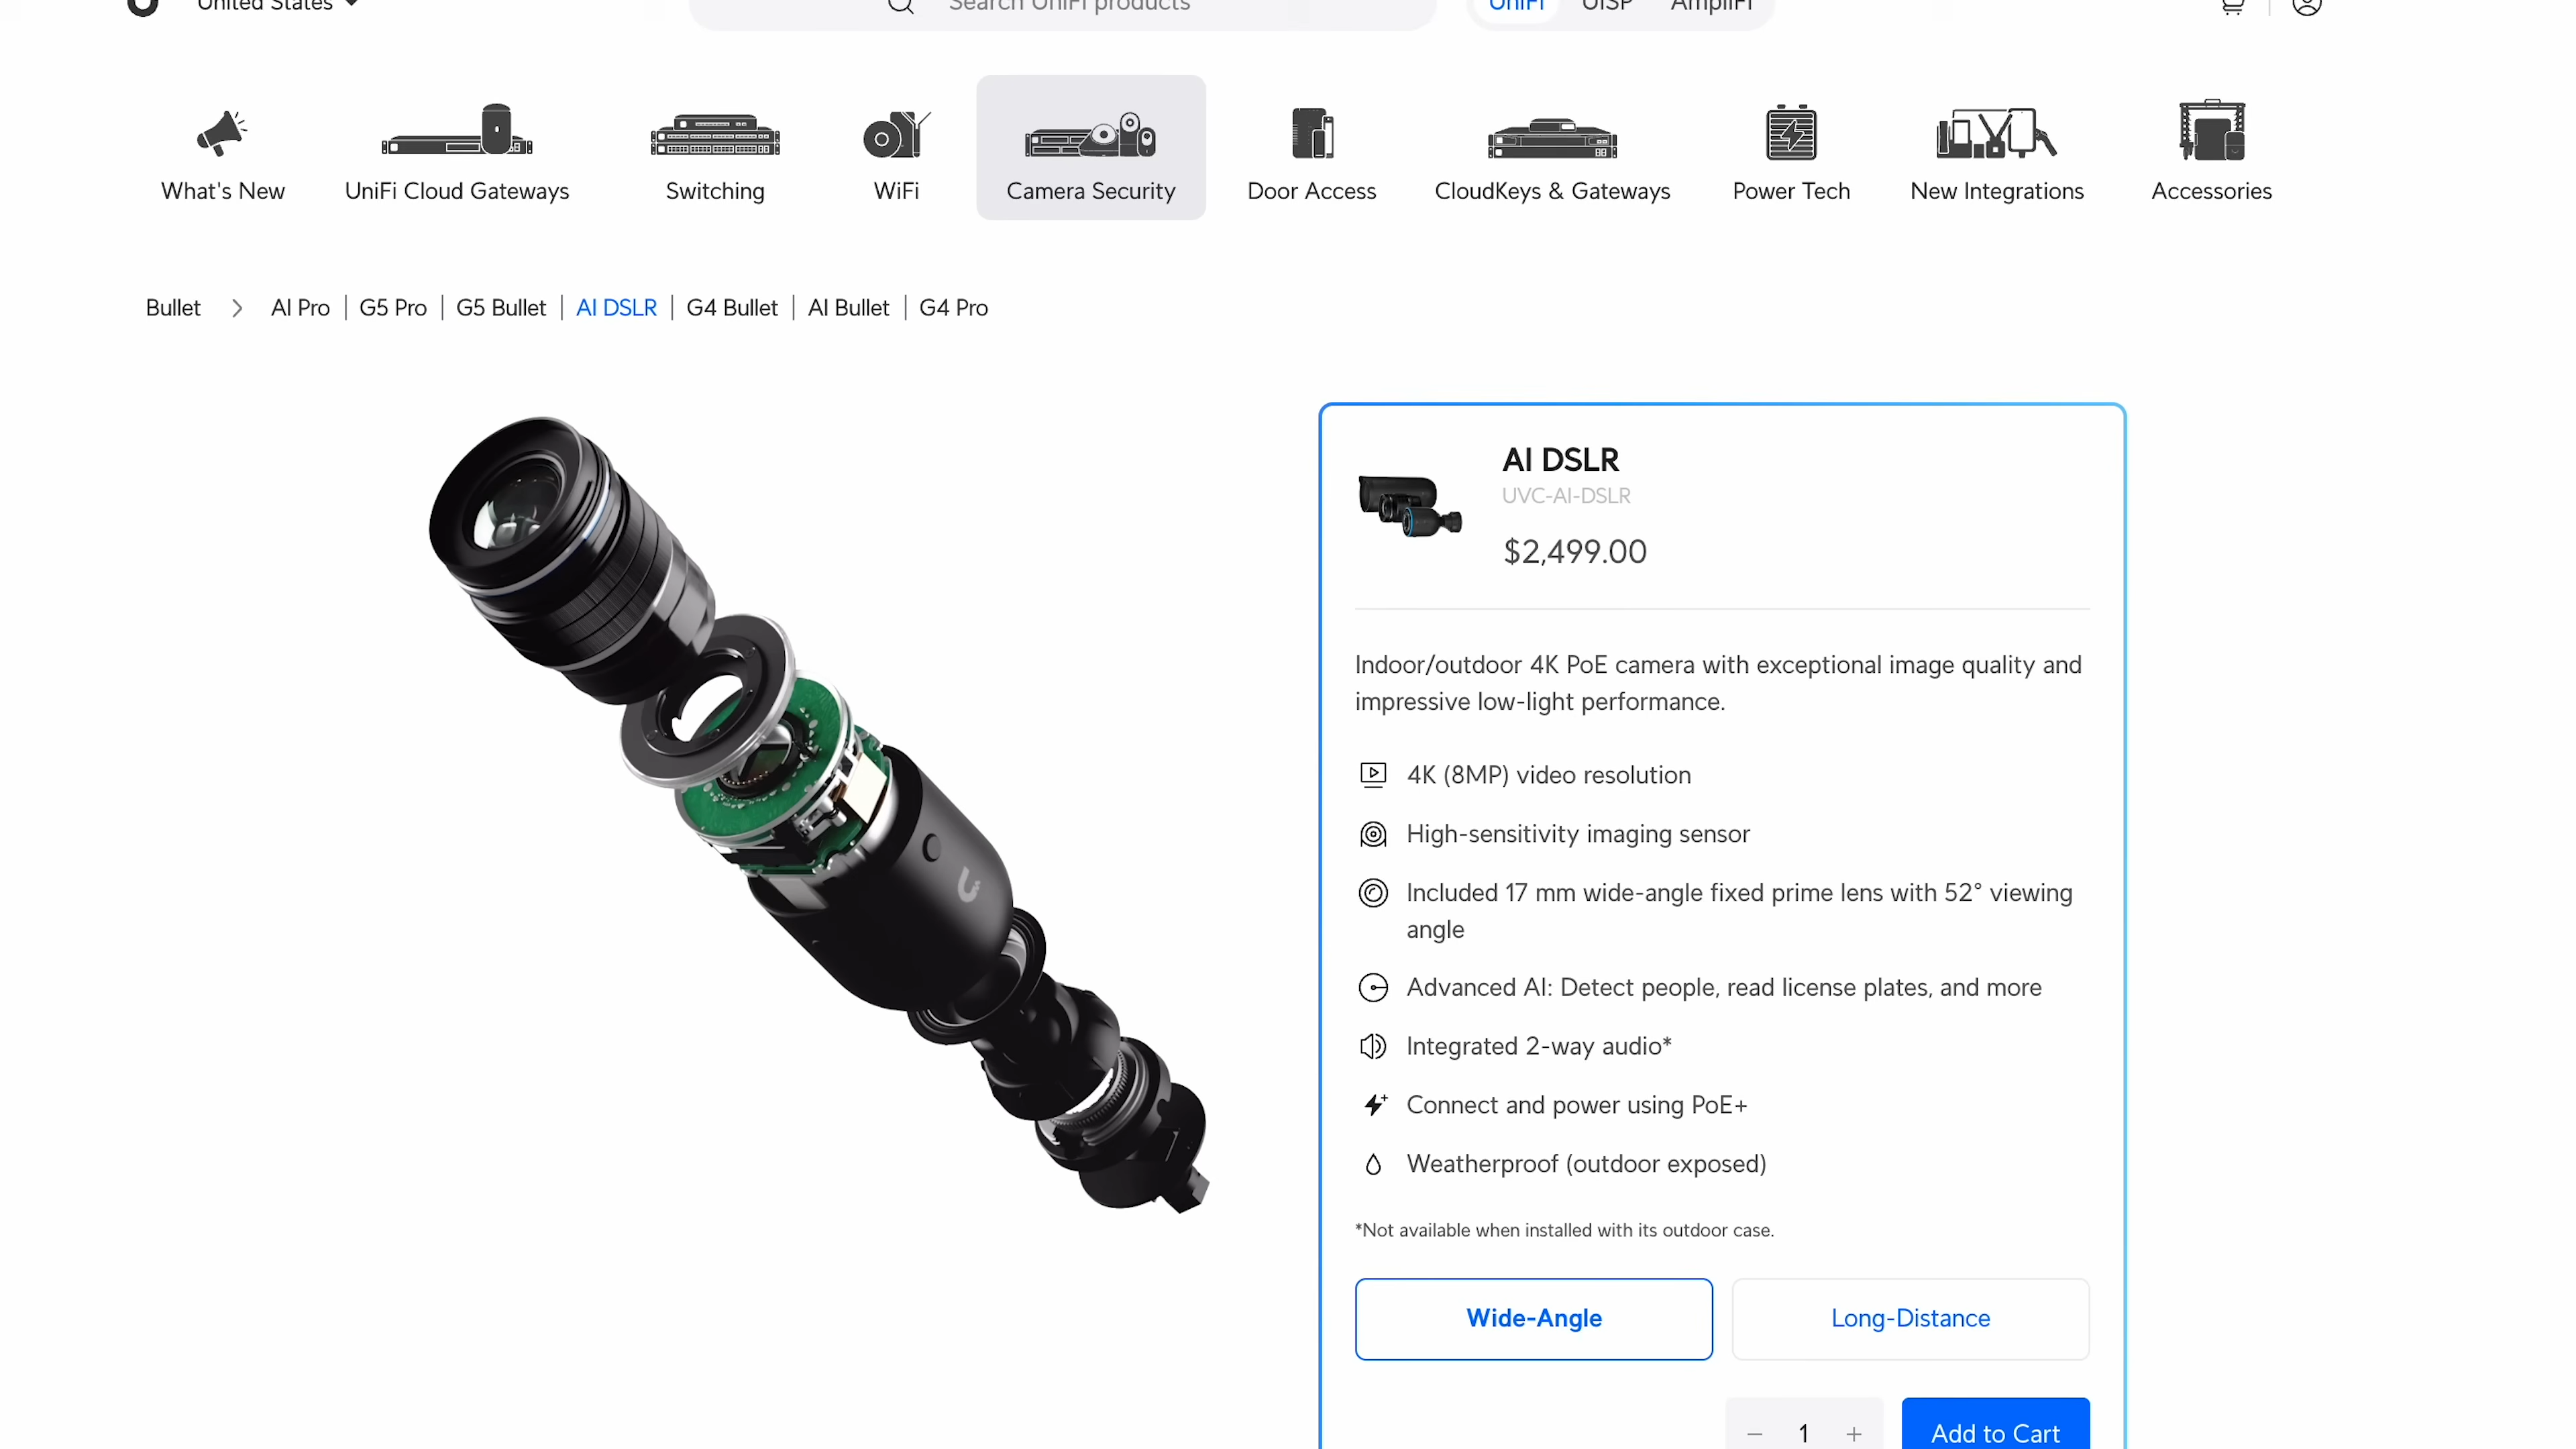 United States
Search UniFi products
UniFi UISP AmpliFi
What's New
UniFi Cloud Gateways
Switching
WiFi
Camera Security
Door Access
CloudKeys & Gateways
Power Tech
New Integrations
Accessories
Bullet > AI Pro | G5 Pro | G5 Bullet | AI DSLR | G4 Bullet | AI Bullet | G4 Pro
AI DSLR
UVC-AI-DSLR
$2,499.00
Indoor/outdoor 4K PoE camera with exceptional image quality and
impressive low-light performance.
4K (8MP) video resolution
High-sensitivity imaging sensor
Included 17 mm wide-angle fixed prime lens with 52° viewing
angle
Advanced AI: Detect people, read license plates, and more
Integrated 2-way audio*
Connect and power using PoE+
Weatherproof (outdoor exposed)
*Not available when installed with its outdoor case.
Wide-Angle
Long-Distance
− 1 +
Add to Cart